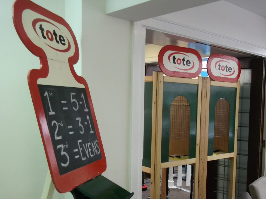 tote
1st = 5-1
2nd = 3-1
3rd = EVENS
tote
tote